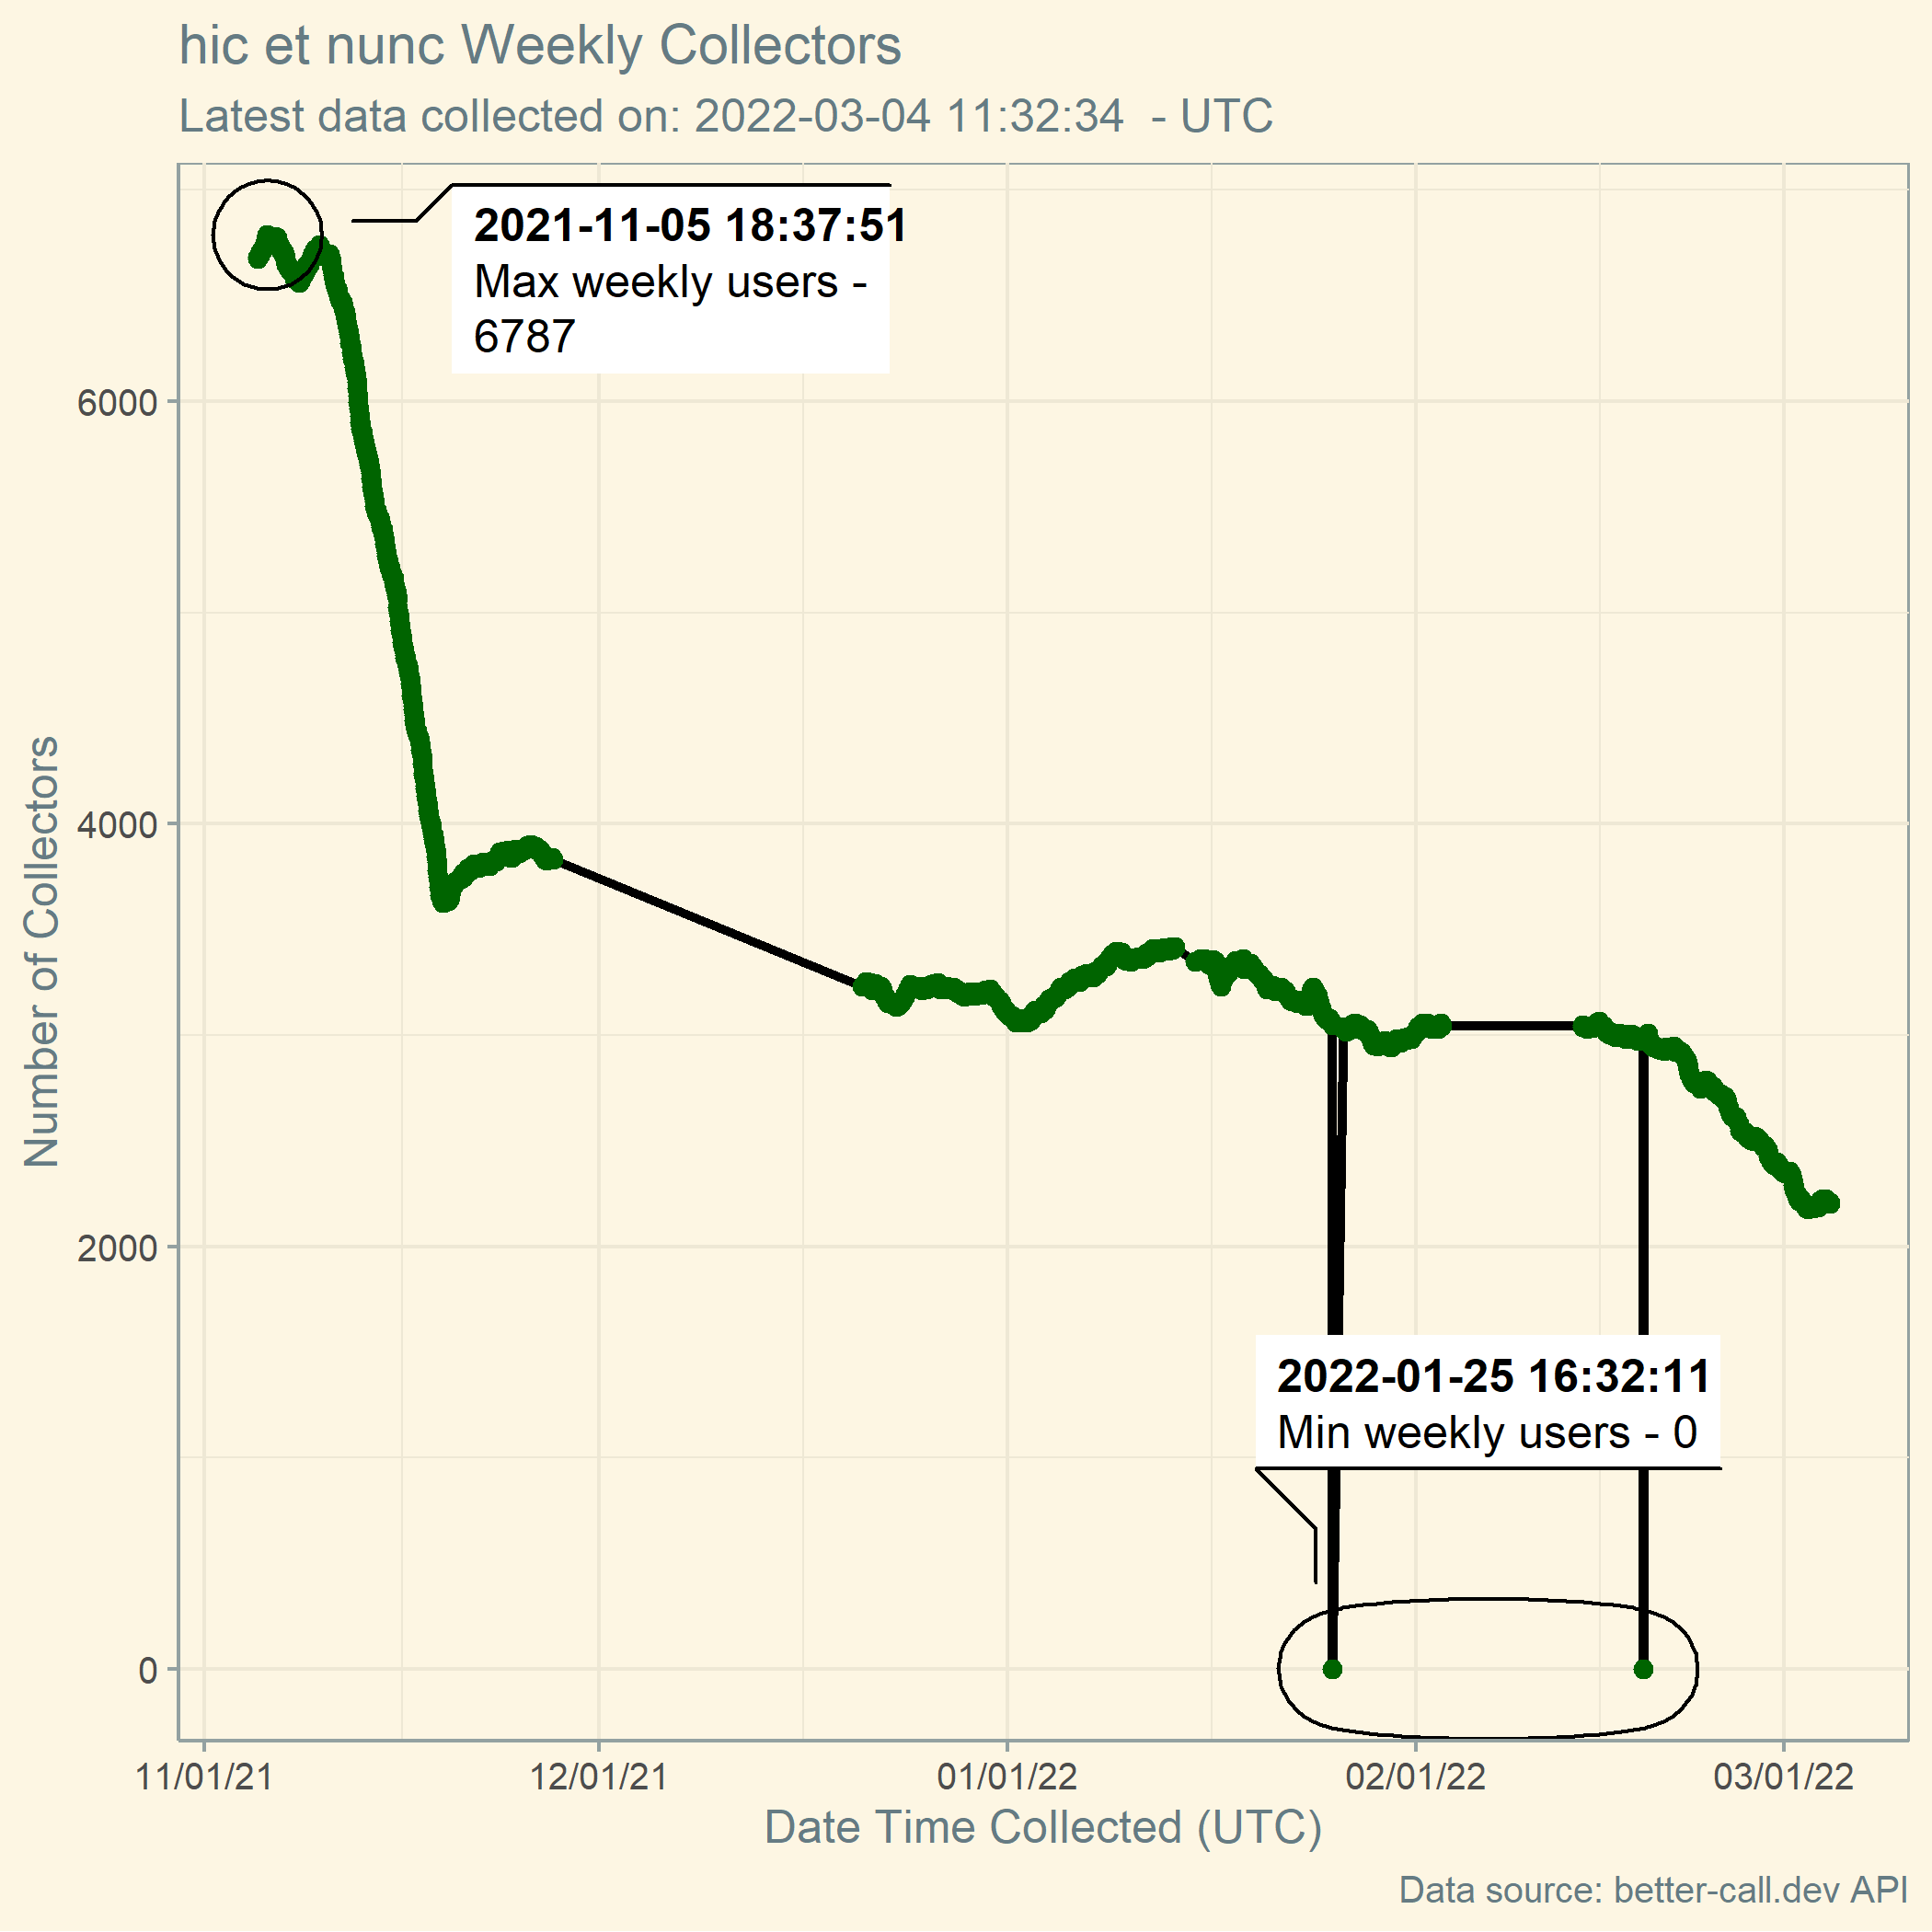 hic et nunc Weekly Collectors
Latest data collected on: 2022-03-04 11:32:34  - UTC
2021-11-05 18:37:51
Max weekly users -
6787
6000
4000
2000
0
Number of Collectors
2022-01-25 16:32:11
Min weekly users - 0
11/01/21 12/01/21 01/01/22 02/01/22 03/01/22
Date Time Collected (UTC)
Data source: better-call.dev API